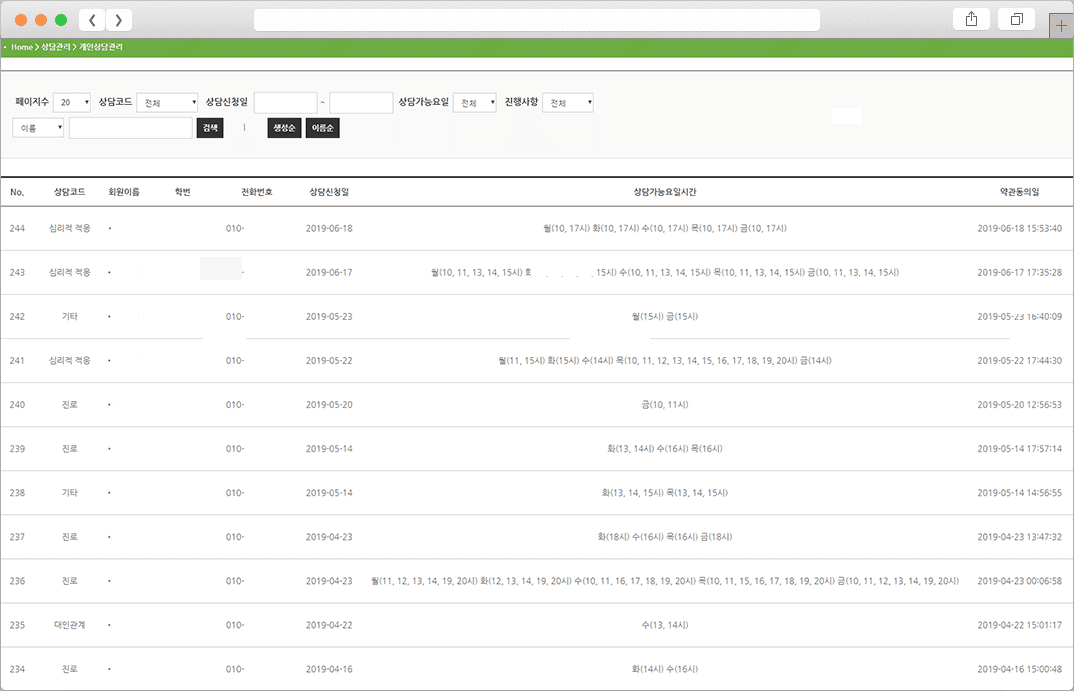 • Home > 상담관리 > 개인상담관리
페이지수 20 상담코드 전체 상담신청일 ~ 상담가능요일 전체 진행사항 전체
이름 검색 | 생성순 이름순
No. 상담코드 회원이름 학번 전화번호 상담신청일 상담가능요일시간 약관동의일
244 심리적 적응 • 010- 2019-06-18 월(10, 17시) 화(10, 17시) 수(10, 17시) 목(10, 17시) 금(10, 17시) 2019-06-18 15:53:40
243 심리적 적응 • - 2019-06-17 월(10, 11, 13, 14, 15시) , 15시) 수(10, 11, 13, 14, 15시) 목(10, 11, 13, 14, 15시) 금(10, 11, 13, 14, 15시) 2019-06-17 17:35:28
242 기타 • 010- 2019-05-23 월(15시) 금(15시) 2019-05-23 16:40:09
241 심리적 적응 • 010- 2019-05-22 월(11, 15시) 화(15시) 수(14시) 목(10, 11, 12, 13, 14, 15, 16, 17, 18, 19, 20시) 금(14시) 2019-05-22 17:44:30
240 진로 • 010- 2019-05-20 금(10, 11시) 2019-05-20 12:56:53
239 진로 • 010- 2019-05-14 화(13, 14시) 수(16시) 목(16시) 2019-05-14 17:57:14
238 기타 • 010- 2019-05-14 화(13, 14, 15시) 목(13, 14, 15시) 2019-05-14 14:56:55
237 진로 • 010- 2019-04-23 화(18시) 수(16시) 목(16시) 금(18시) 2019-04-23 13:47:32
236 진로 • 010- 2019-04-23 월(11, 12, 13, 14, 19, 20시) 화(12, 13, 14, 19, 20시) 수(10, 11, 16, 17, 18, 19, 20시) 목(10, 11, 15, 16, 17, 18, 19, 20시) 금(10, 11, 12, 13, 14, 19, 20시) 2019-04-23 00:06:58
235 대인관계 • 010- 2019-04-22 수(13, 14시) 2019-04-22 15:01:17
234 진로 • 010- 2019-04-16 화(14시) 수(16시) 2019-04-16 15:00:48